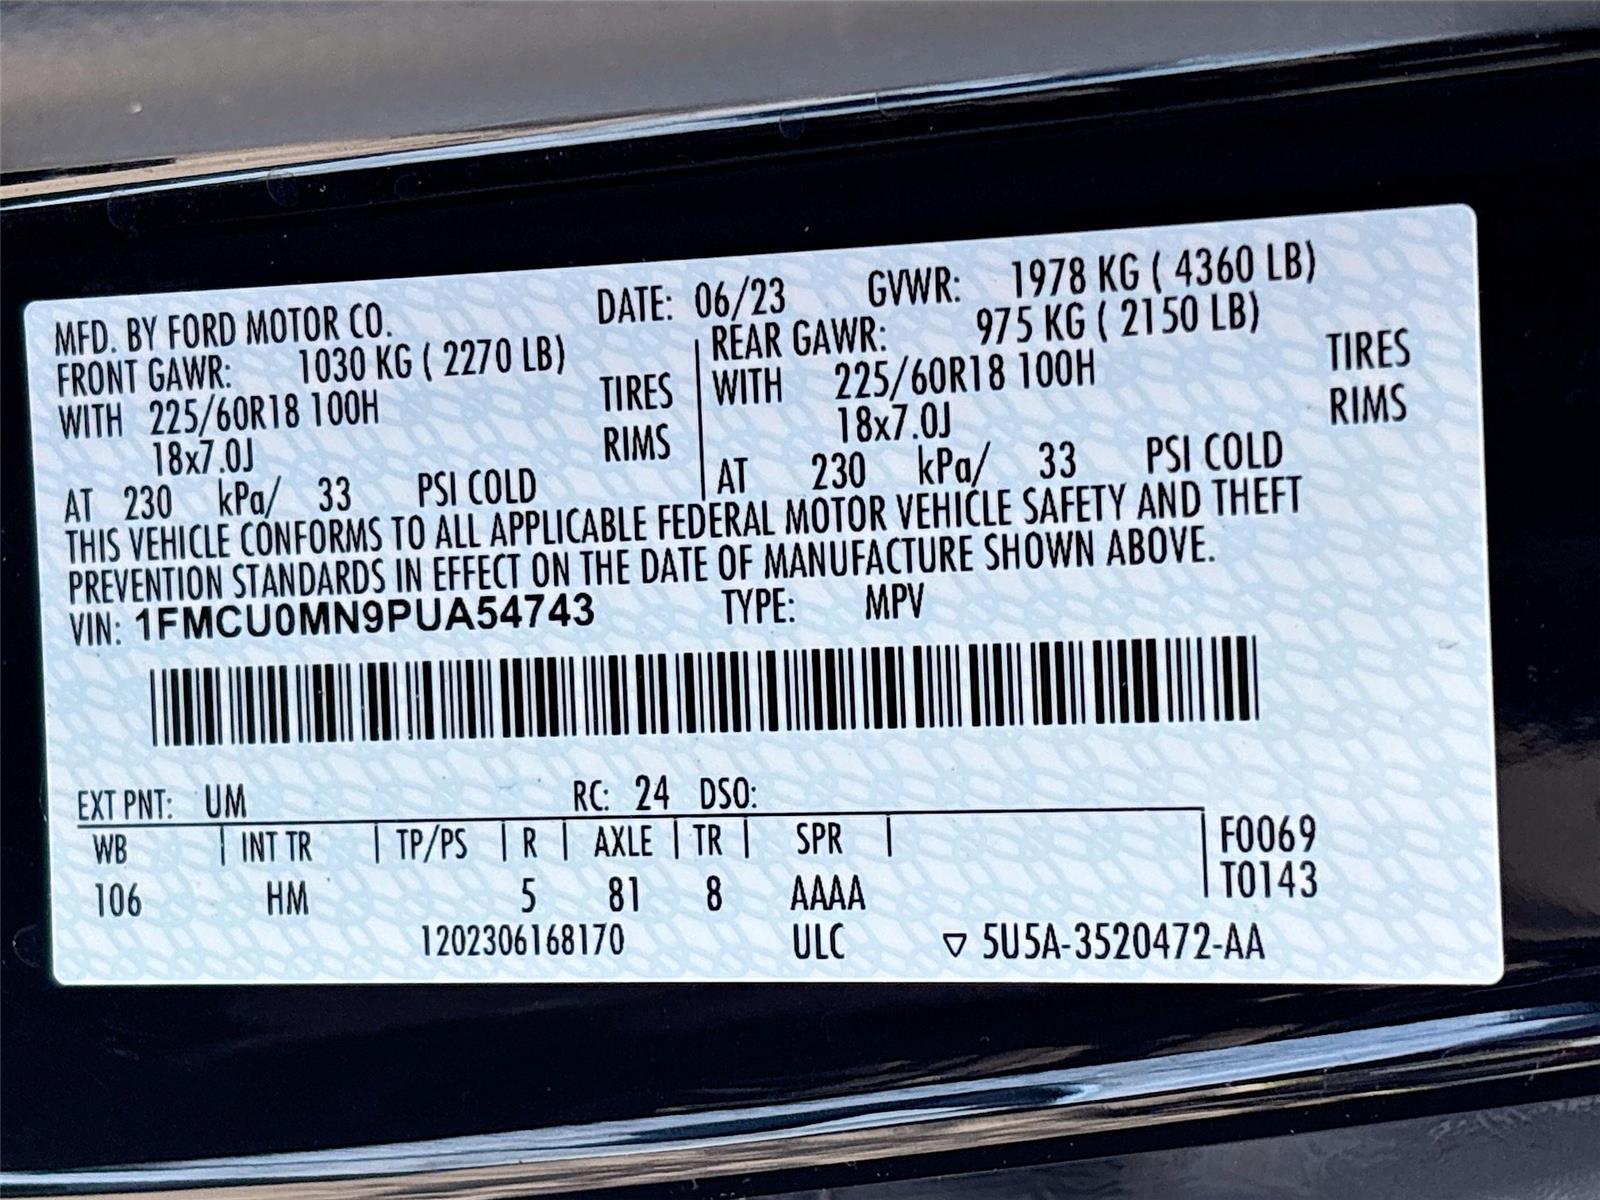 MFD. BY FORD MOTOR CO. DATE: 06/23 GVWR: 1978 KG ( 4360 LB)
FRONT GAWR: 1030 KG ( 2270 LB) REAR GAWR: 975 KG ( 2150 LB)
WITH 225/60R18 100H TIRES WITH 225/60R18 100H TIRES
18x7.0J RIMS 18x7.0J RIMS
AT 230 kPa/ 33 PSI COLD AT 230 kPa/ 33 PSI COLD
THIS VEHICLE CONFORMS TO ALL APPLICABLE FEDERAL MOTOR VEHICLE SAFETY AND THEFT
PREVENTION STANDARDS IN EFFECT ON THE DATE OF MANUFACTURE SHOWN ABOVE.
VIN: 1FMCU0MN9PUA54743 TYPE: MPV
EXT PNT: UM RC: 24 DSO:
WB INT TR TP/PS R AXLE TR SPR F0069
106 HM 5 81 8 AAAA T0143
1202306168170 ULC ▽ 5U5A-3520472-AA